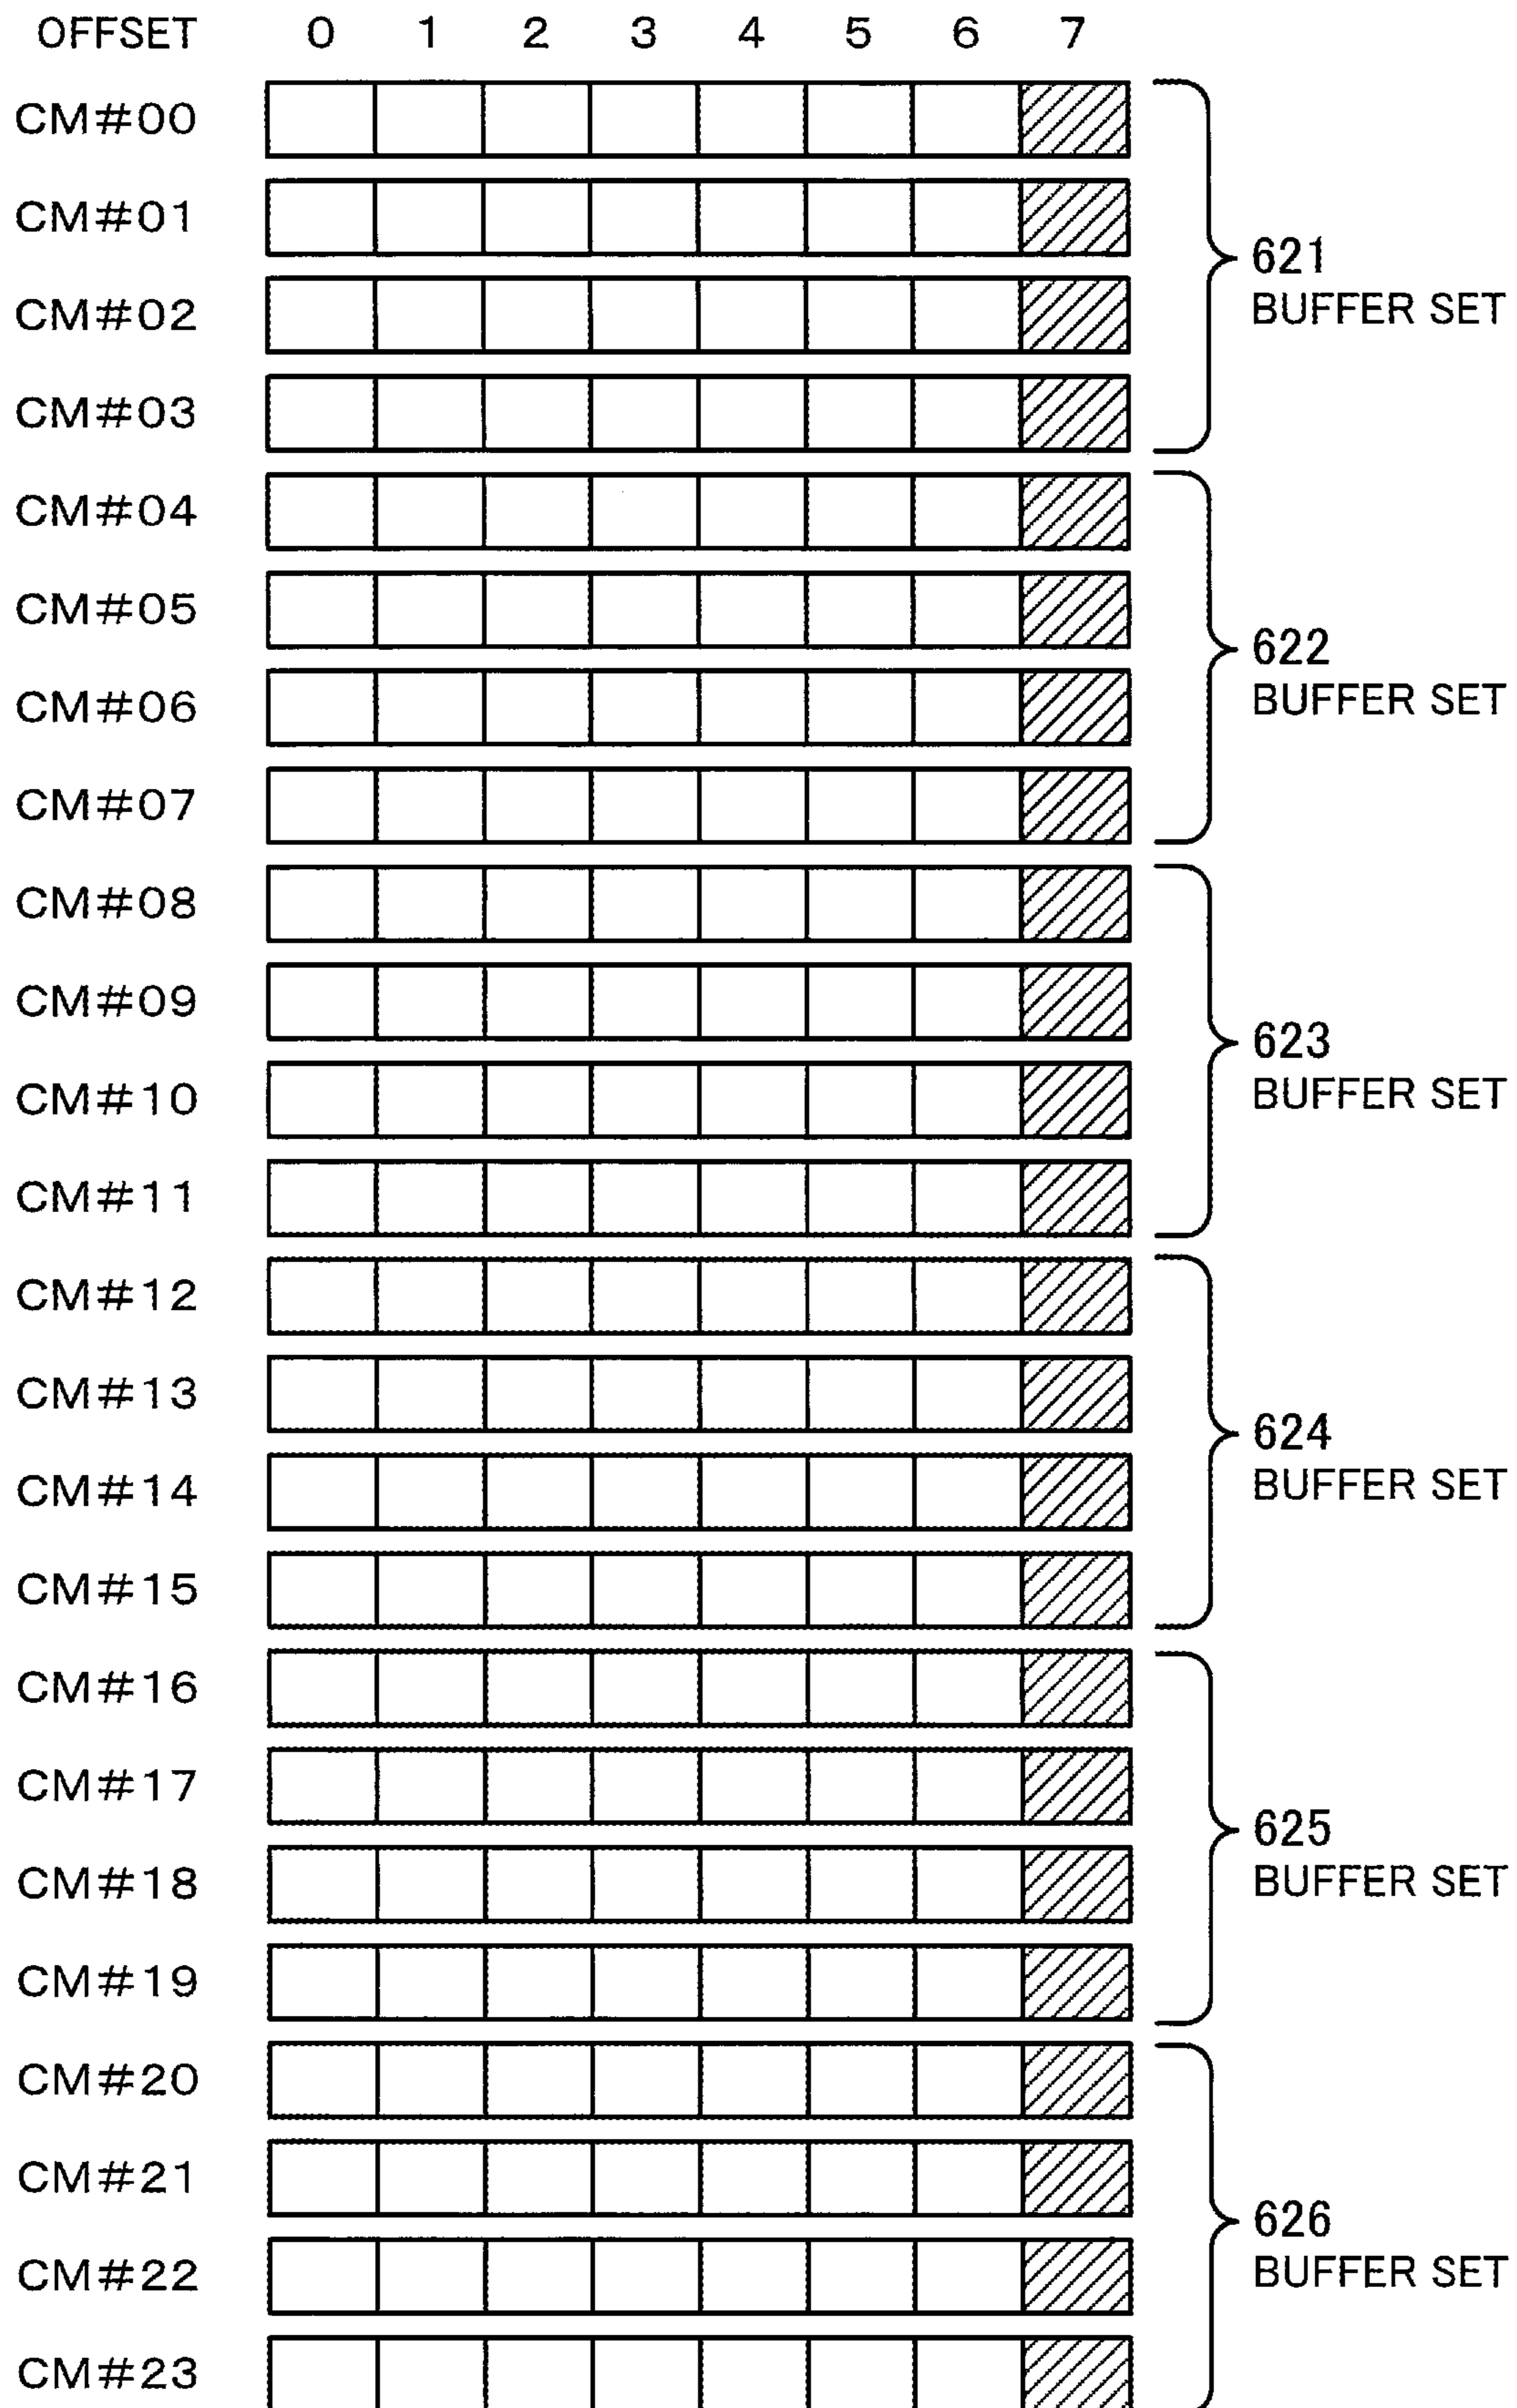 OFFSET 0 1 2 3 4 5 6 7
CM#00
CM#01
621
CM#02
BUFFER SET
CM#03
CM#04
CM#05
622
CM#06
BUFFER SET
CM#07
CM#08
CM#09
623
CM#10
BUFFER SET
CM#11
CM#12
CM#13
624
CM#14
BUFFER SET
CM#15
CM#16
CM#17
625
CM#18
BUFFER SET
CM#19
CM#20
CM#21
626
CM#22
BUFFER SET
CM#23